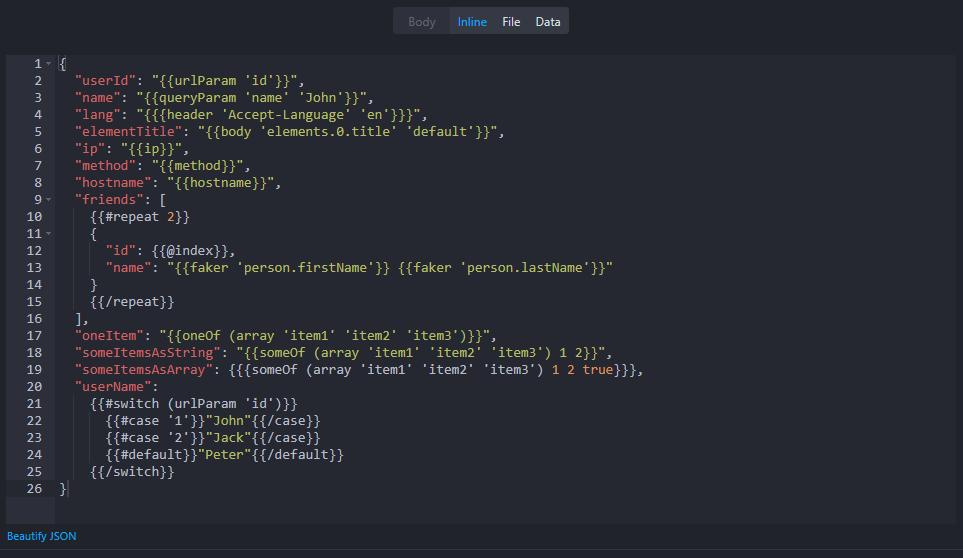 Body Inline File Data
1 {
2 "userId": "{{urlParam 'id'}}",
3 "name": "{{queryParam 'name' 'John'}}",
4 "lang": "{{{header 'Accept-Language' 'en'}}}",
5 "elementTitle": "{{body 'elements.0.title' 'default'}}",
6 "ip": "{{ip}}",
7 "method": "{{method}}",
8 "hostname": "{{hostname}}",
9 "friends": [
10 {{#repeat 2}}
11 {
12 "id": {{@index}},
13 "name": "{{faker 'person.firstName'}} {{faker 'person.lastName'}}"
14 }
15 {{/repeat}}
16 ],
17 "oneItem": "{{oneOf (array 'item1' 'item2' 'item3')}}",
18 "someItemsAsString": "{{someOf (array 'item1' 'item2' 'item3') 1 2}}",
19 "someItemsAsArray": {{{someOf (array 'item1' 'item2' 'item3') 1 2 true}}},
20 "userName":
21 {{#switch (urlParam 'id')}}
22 {{#case '1'}}"John"{{/case}}
23 {{#case '2'}}"Jack"{{/case}}
24 {{#default}}"Peter"{{/default}}
25 {{/switch}}
26 }
Beautify JSON